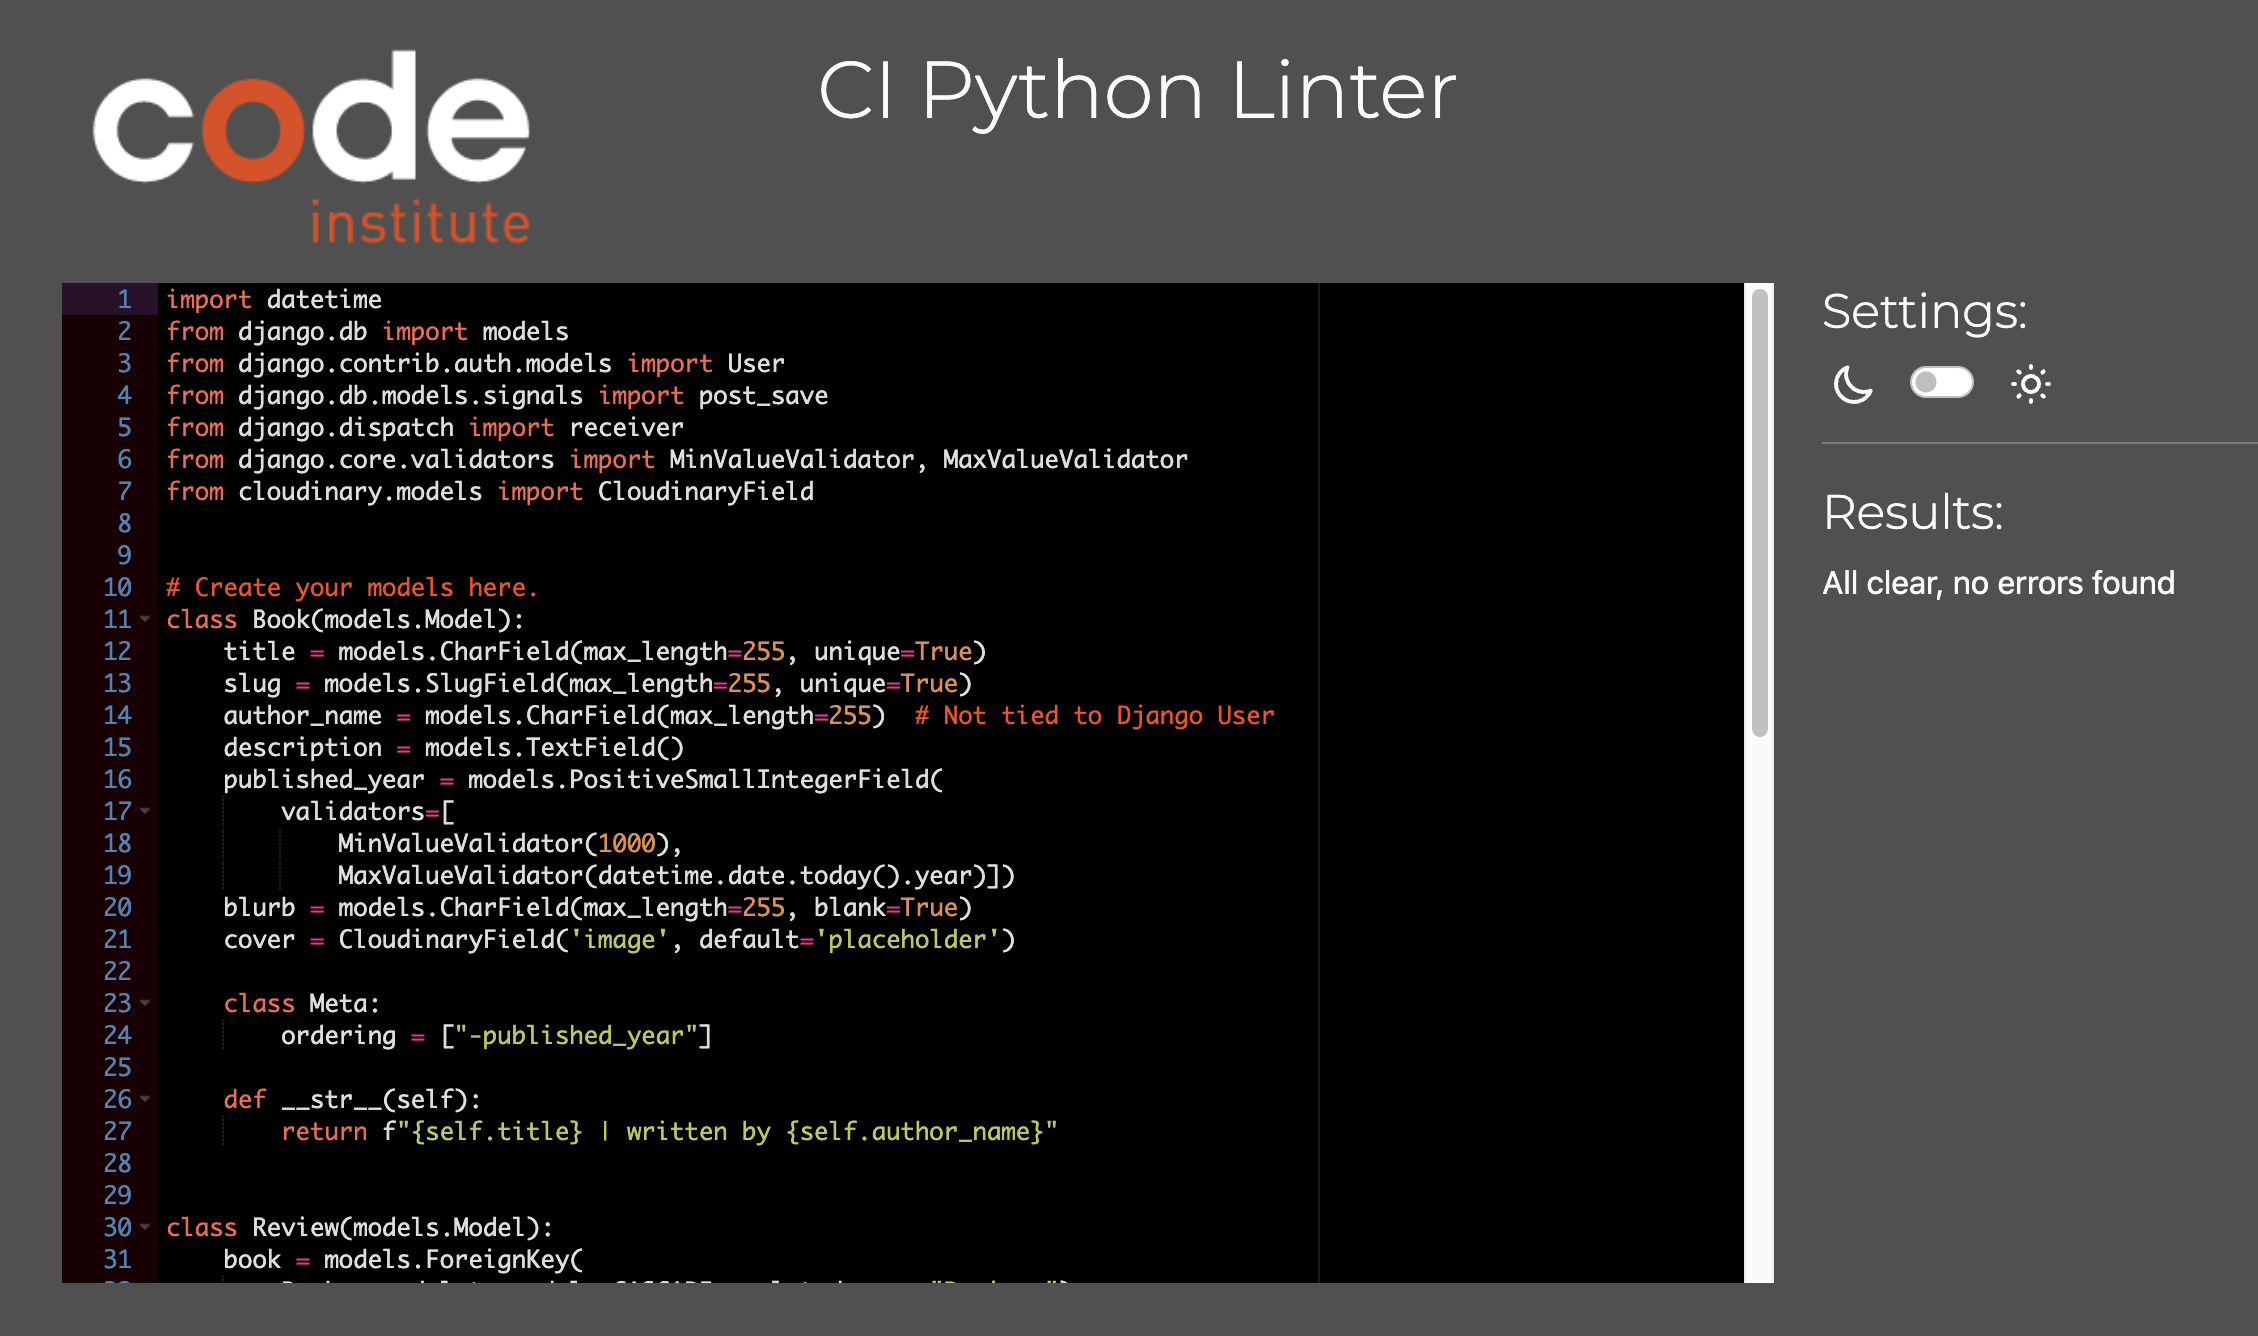 code
institute
CI Python Linter
1 import datetime
2 from django.db import models
3 from django.contrib.auth.models import User
4 from django.db.models.signals import post_save
5 from django.dispatch import receiver
6 from django.core.validators import MinValueValidator, MaxValueValidator
7 from cloudinary.models import CloudinaryField
8
9
10 # Create your models here.
11 class Book(models.Model):
12     title = models.CharField(max_length=255, unique=True)
13     slug = models.SlugField(max_length=255, unique=True)
14     author_name = models.CharField(max_length=255)  # Not tied to Django User
15     description = models.TextField()
16     published_year = models.PositiveSmallIntegerField(
17         validators=[
18             MinValueValidator(1000),
19             MaxValueValidator(datetime.date.today().year)])
20     blurb = models.CharField(max_length=255, blank=True)
21     cover = CloudinaryField('image', default='placeholder')
22
23     class Meta:
24         ordering = ["-published_year"]
25
26     def __str__(self):
27         return f"{self.title} | written by {self.author_name}"
28
29
30 class Review(models.Model):
31     book = models.ForeignKey(
Settings:
Results:
All clear, no errors found